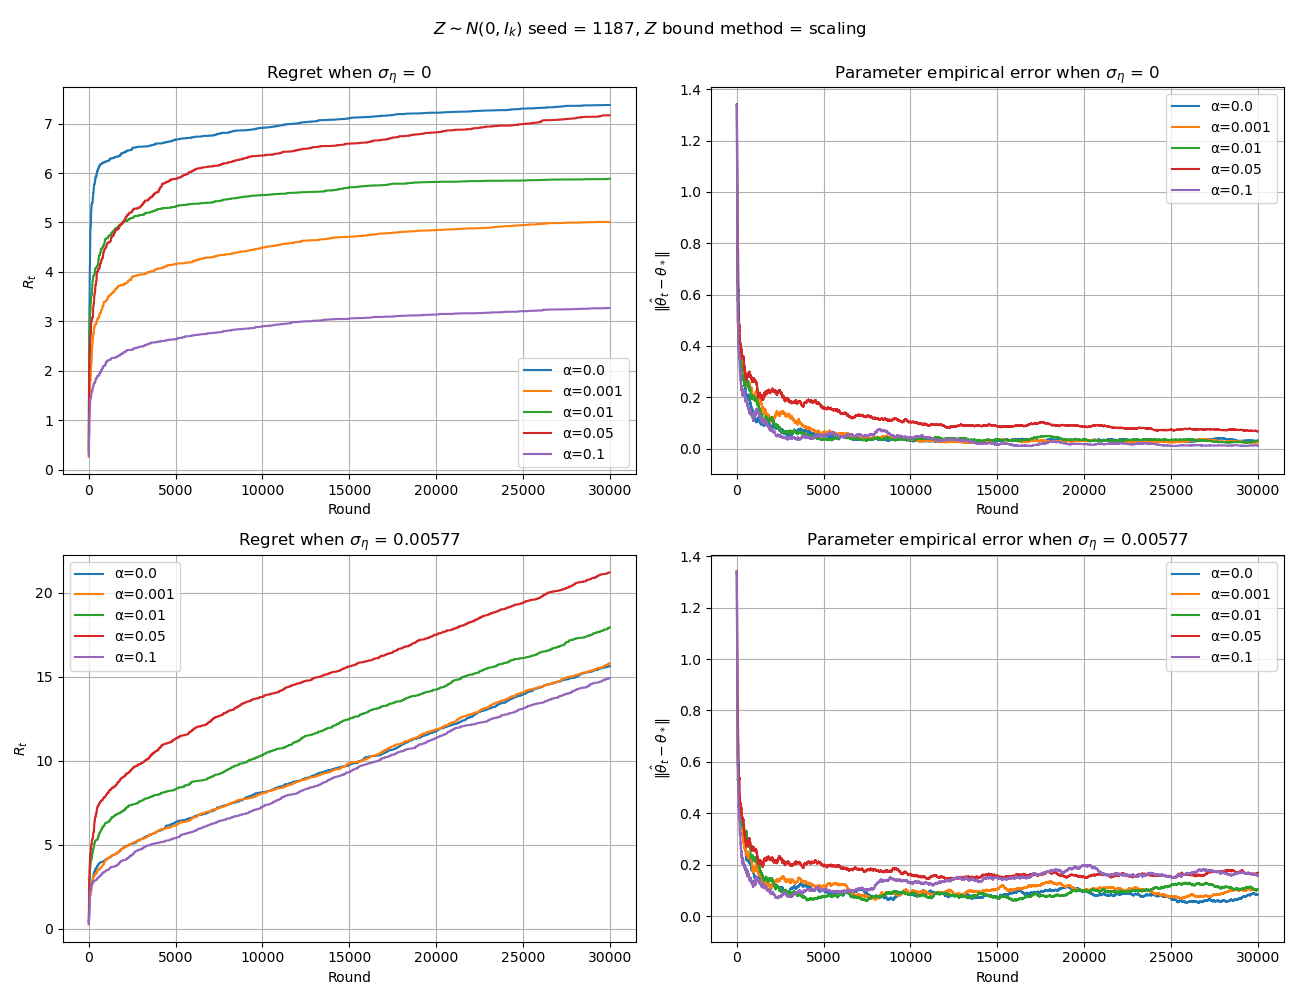 Z ~ N(0, I_k) seed = 1187, Z bound method = scaling
Regret when σ_η = 0
R_t
7
6
5
4
3
2
1
0
0 5000 10000 15000 20000 25000 30000
Round
α=0.0
α=0.001
α=0.01
α=0.05
α=0.1
Parameter empirical error when σ_η = 0
‖θ̂_t − θ_*‖
1.4
1.2
1.0
0.8
0.6
0.4
0.2
0.0
0 5000 10000 15000 20000 25000 30000
Round
α=0.0
α=0.001
α=0.01
α=0.05
α=0.1
Regret when σ_η = 0.00577
R_t
20
15
10
5
0
0 5000 10000 15000 20000 25000 30000
Round
α=0.0
α=0.001
α=0.01
α=0.05
α=0.1
Parameter empirical error when σ_η = 0.00577
‖θ̂_t − θ_*‖
1.4
1.2
1.0
0.8
0.6
0.4
0.2
0.0
0 5000 10000 15000 20000 25000 30000
Round
α=0.0
α=0.001
α=0.01
α=0.05
α=0.1